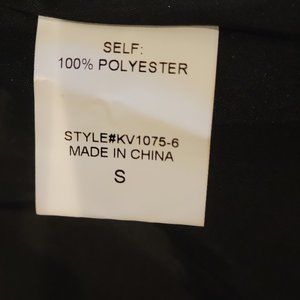 SELF:
100% POLYESTER
STYLE#KV1075-6
MADE IN CHINA
S